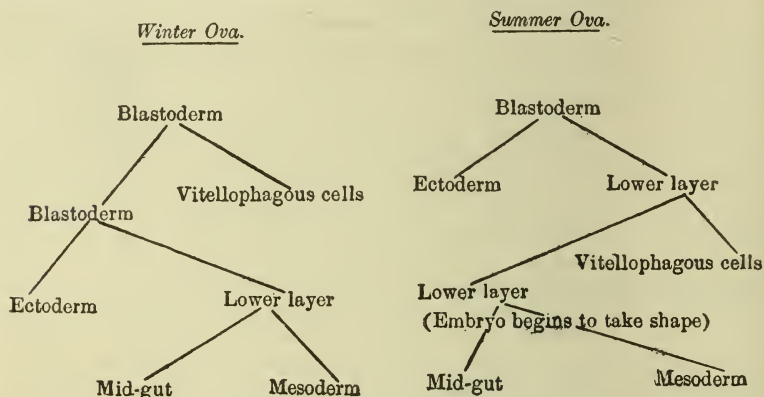 Winter Ova.
Blastoderm
Vitellophagous cells
Blastoderm
Ectoderm
Lower layer
Mid-gut
Mesoderm
Summer Ova.
Blastoderm
Ectoderm
Lower layer
Vitellophagous cells
Lower layer
(Embryo begins to take shape)
Mid-gut
Mesoderm